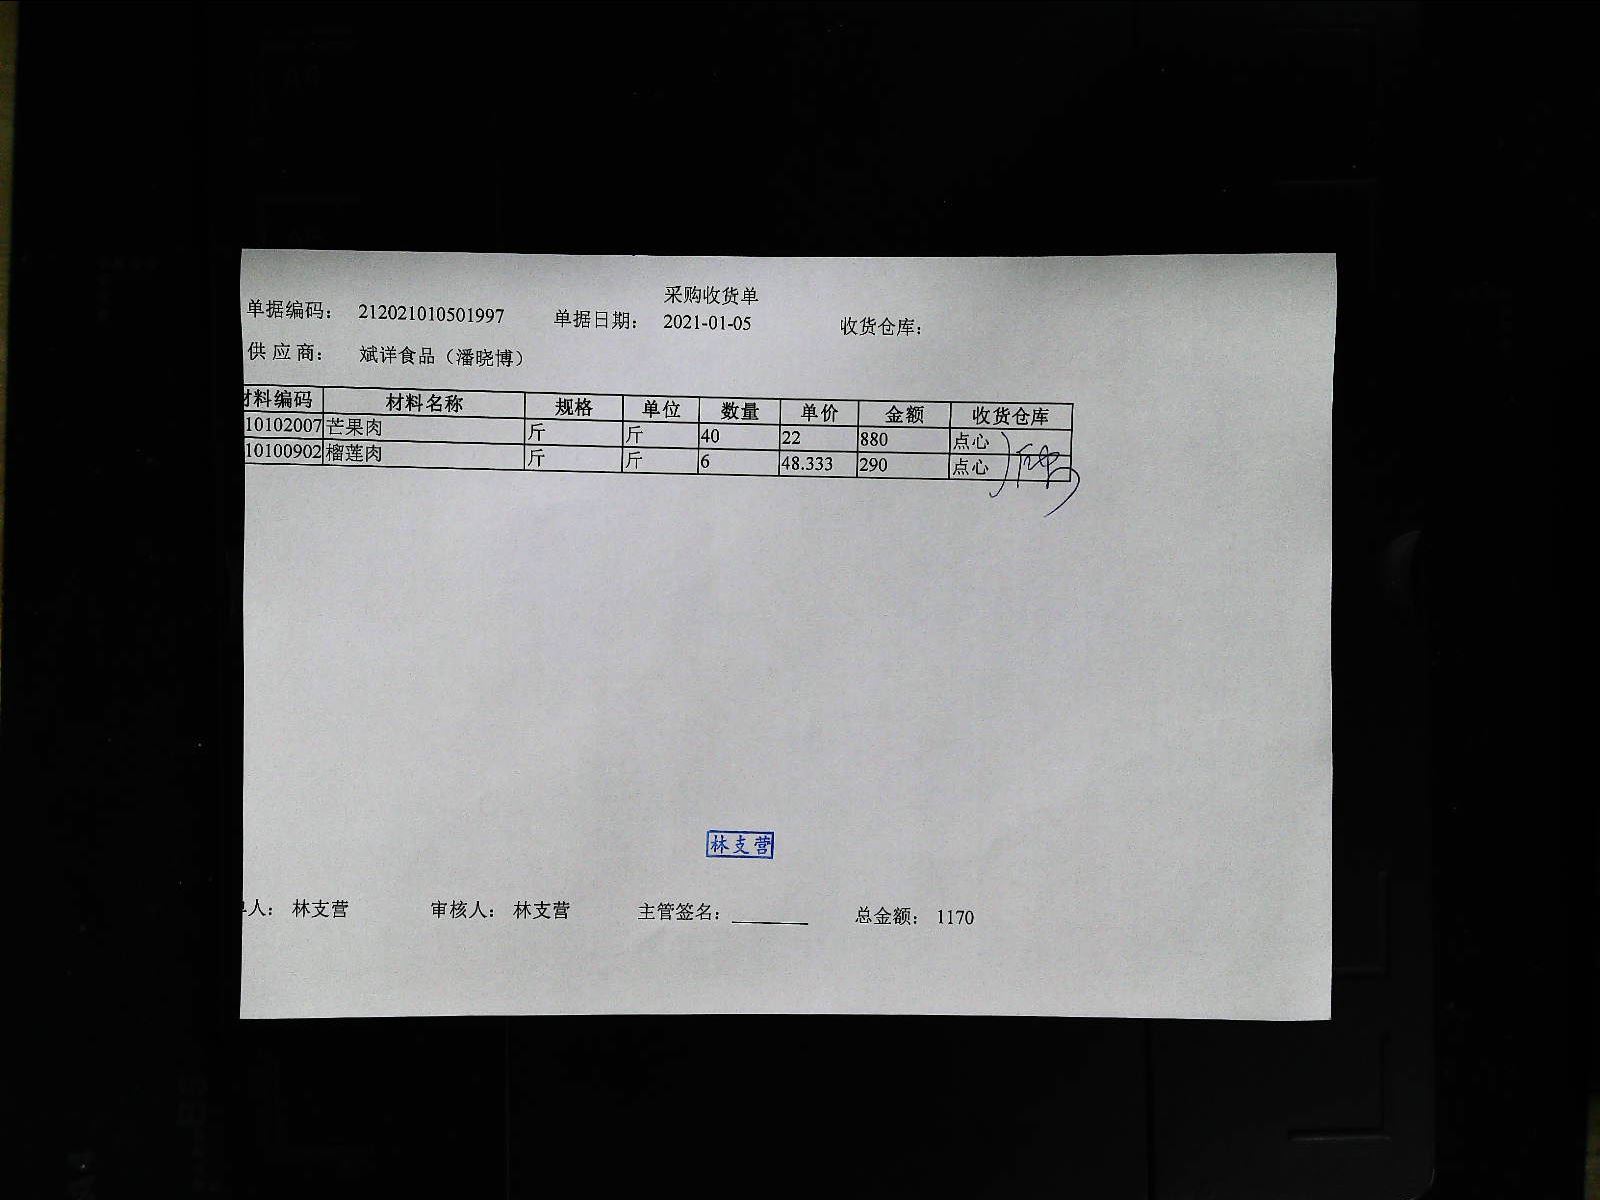 采购收货单
单据编码： 212021010501997 单据日期： 2021-01-05 收货仓库：
供应商： 斌洋食品（潘晓博）
材料编码 材料名称 规格 单位 数量 单价 金额 收货仓库
10102007 芒果肉 斤 斤 40 22 880 点心
10100902 榴莲肉 斤 斤 6 48.333 290 点心
林支营
人： 林支营 审核人： 林支营 主管签名： 总金额： 1170